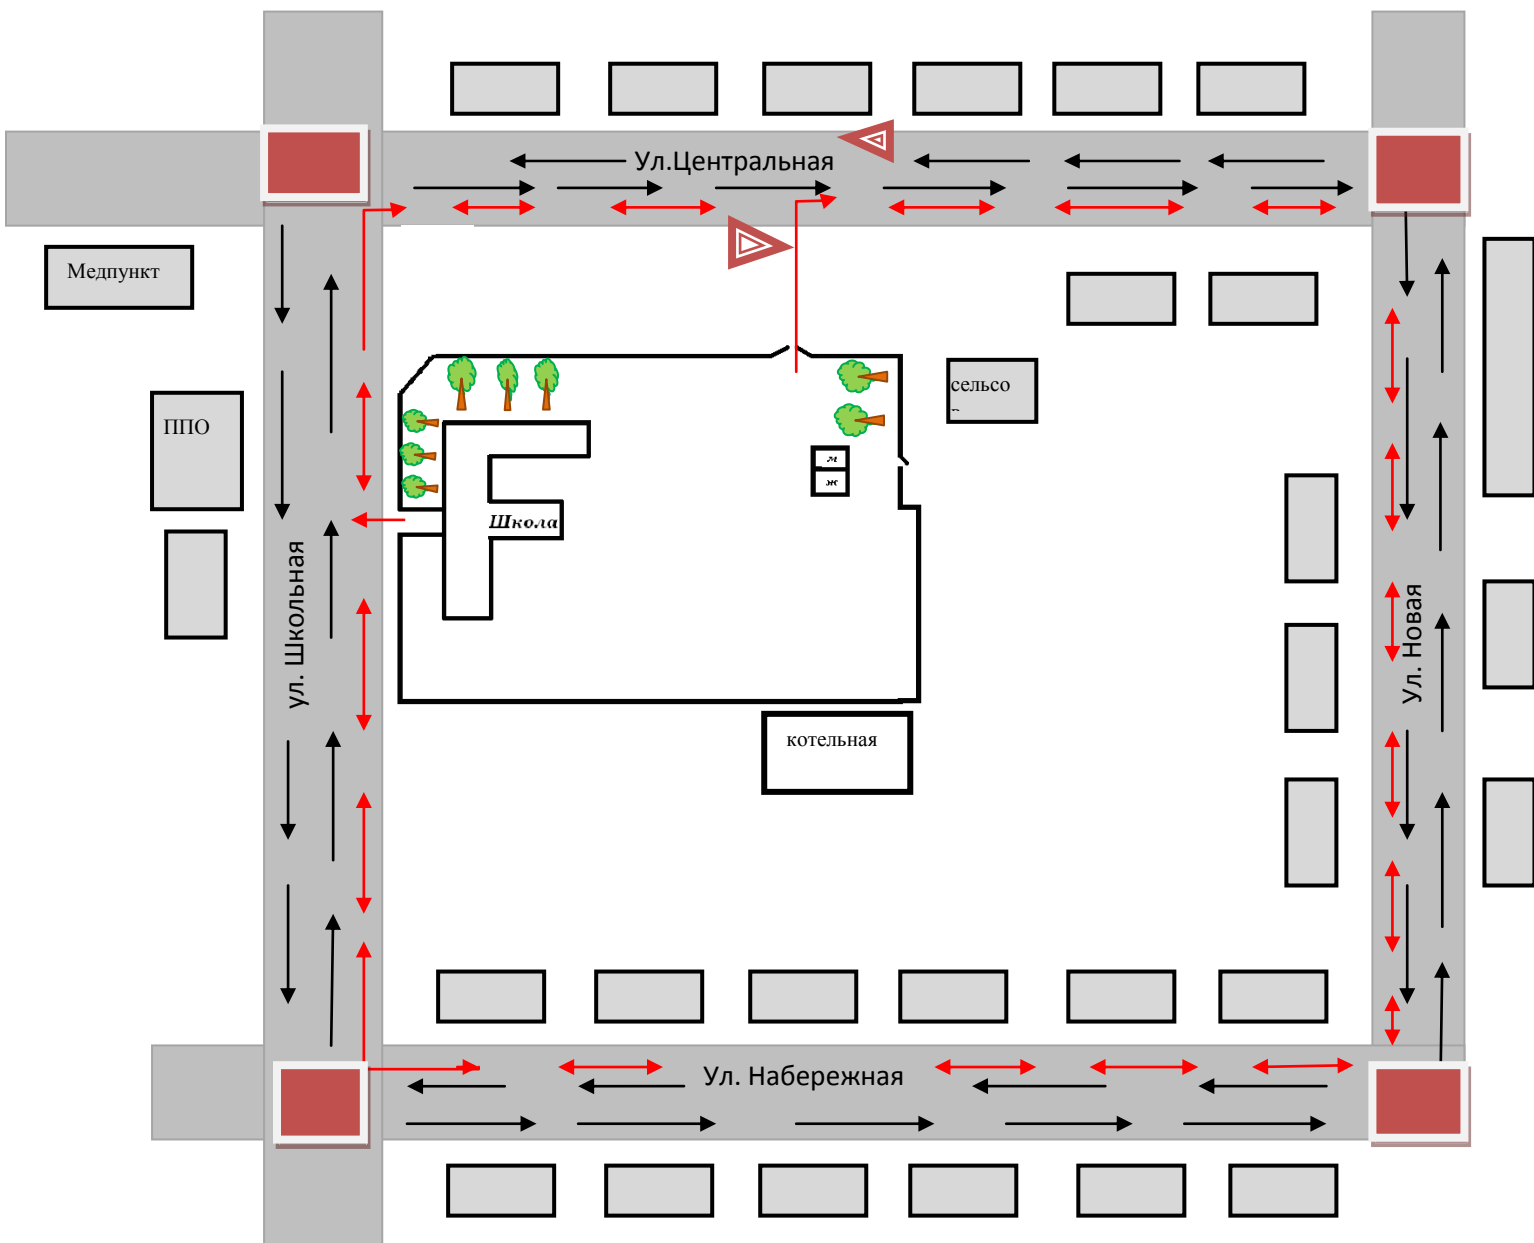 Ул.Центральная
Медпункт
сельсо
ППО
м
ж
Школа
ул. Школьная
Ул. Новая
котельная
Ул. Набережная